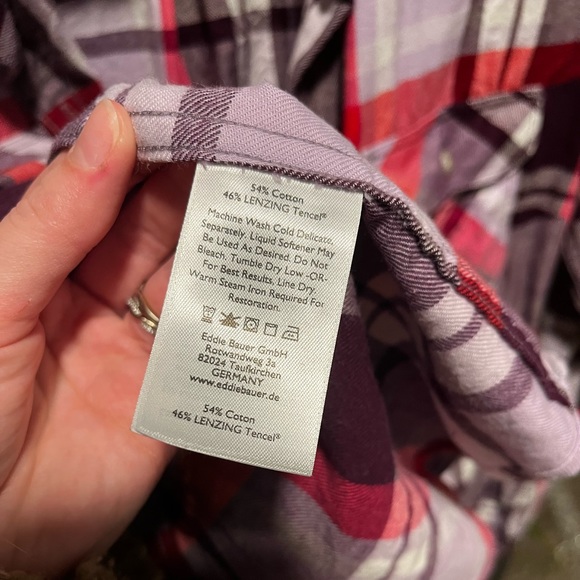 54% Cotton
46% LENZING Tencel®
Machine Wash Cold Delicate,
Separately. Liquid Softener May
Be Used As Desired. Do Not
Bleach. Tumble Dry Low -OR-
For Best Results, Line Dry.
Warm Steam Iron Required For
Restoration.
Eddie Bauer GmbH
Rotwandweg 3a
82024 Taufkirchen
GERMANY
www.eddiebauer.de
54% Coton
46% LENZING Tencel®